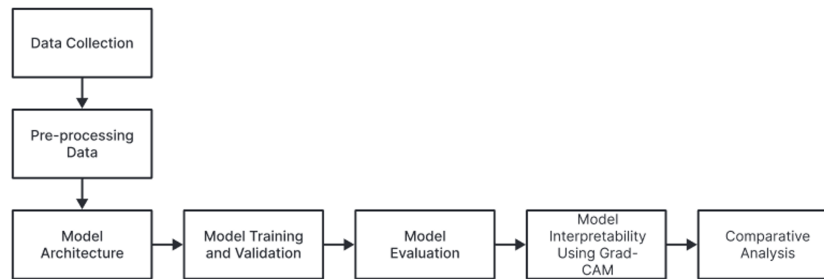 Data Collection
Pre-processing
Data
Model
Architecture
Model Training
and Validation
Model
Evaluation
Model
Interpretability
Using Grad-
CAM
Comparative
Analysis